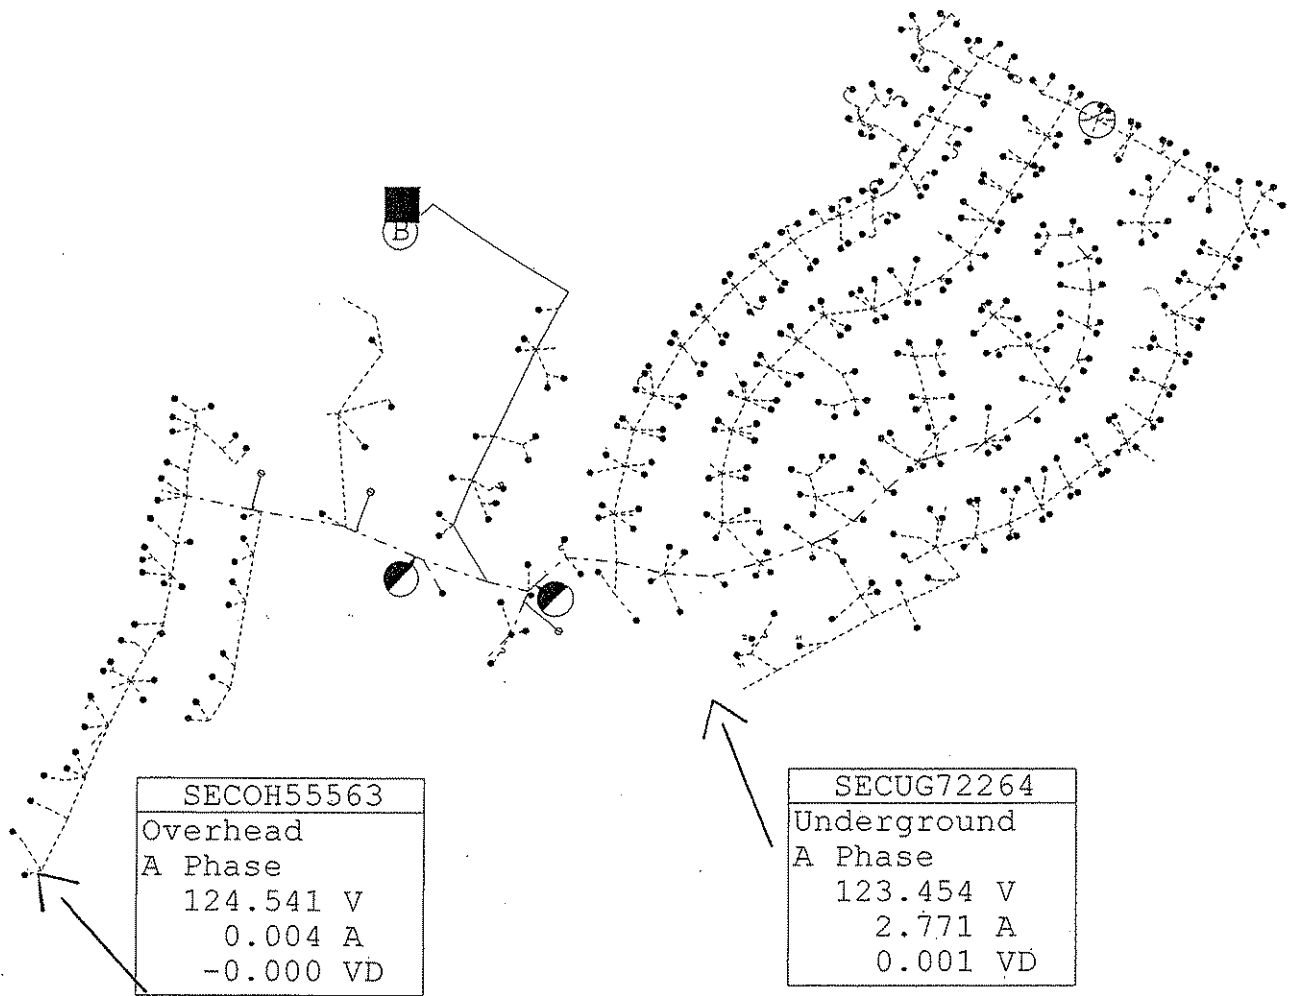 B
SECOH55563
Overhead
A Phase
124.541 V
0.004 A
-0.000 VD
SECUG72264
Underground
A Phase
123.454 V
2.771 A
0.001 VD